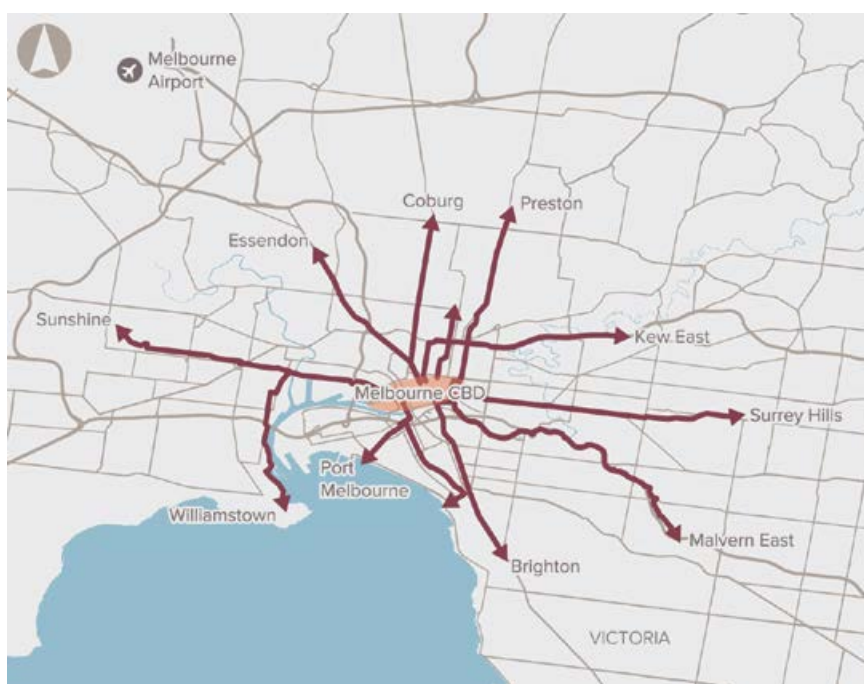 Melbourne
Airport
Coburg
Preston
Essendon
Sunshine
Kew East
Melbourne CBD
Surrey Hills
Port
Melbourne
Williamstown
Malvern East
Brighton
VICTORIA